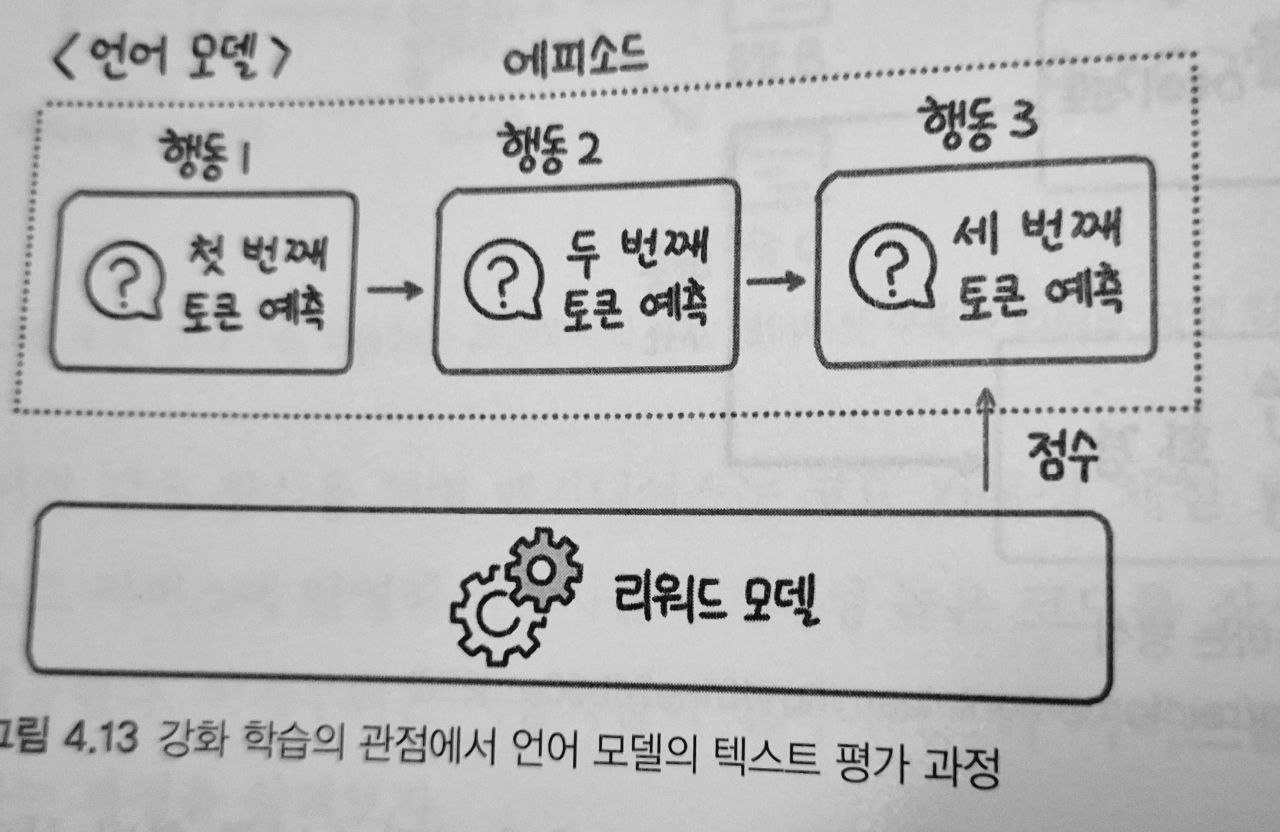 <언어 모델>
에피소드
행동 1
행동 2
행동 3
첫 번째
토큰 예측
두 번째
토큰 예측
세 번째
토큰 예측
점수
리워드 모델
그림 4.13 강화 학습의 관점에서 언어 모델의 텍스트 평가 과정